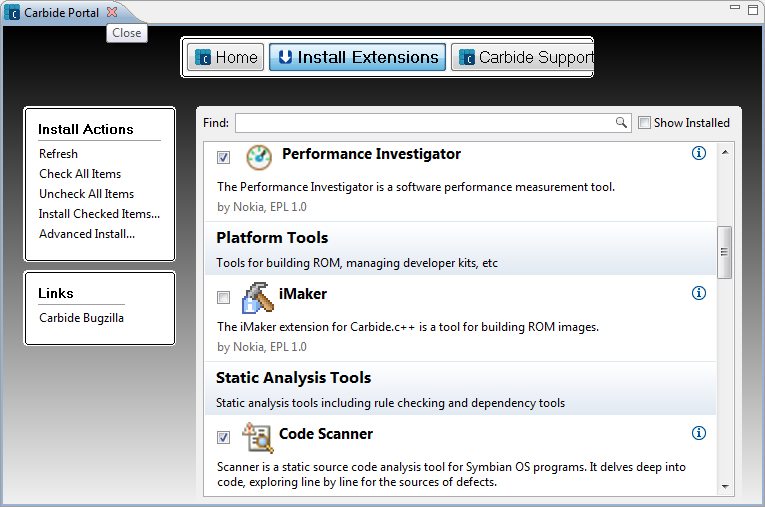 Carbide Portal
Close
Home
Install Extensions
Carbide Support
Install Actions
Refresh
Check All Items
Uncheck All Items
Install Checked Items...
Advanced Install...
Links
Carbide Bugzilla
Find:
Show Installed
Performance Investigator
The Performance Investigator is a software performance measurement tool.
by Nokia, EPL 1.0
Platform Tools
Tools for building ROM, managing developer kits, etc
iMaker
The iMaker extension for Carbide.c++ is a tool for building ROM images.
by Nokia, EPL 1.0
Static Analysis Tools
Static analysis tools including rule checking and dependency tools
Code Scanner
Scanner is a static source code analysis tool for Symbian OS programs. It delves deep into
code, exploring line by line for the sources of defects.